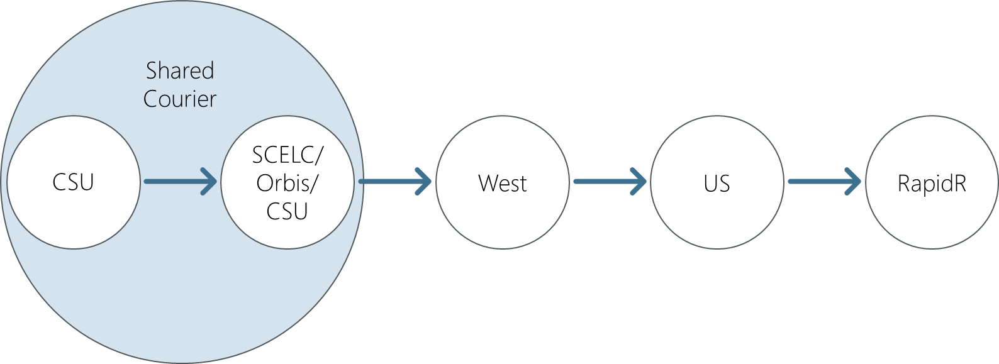 Shared
Courier
CSU
SCELC/
Orbis/
CSU
West
US
RapidR